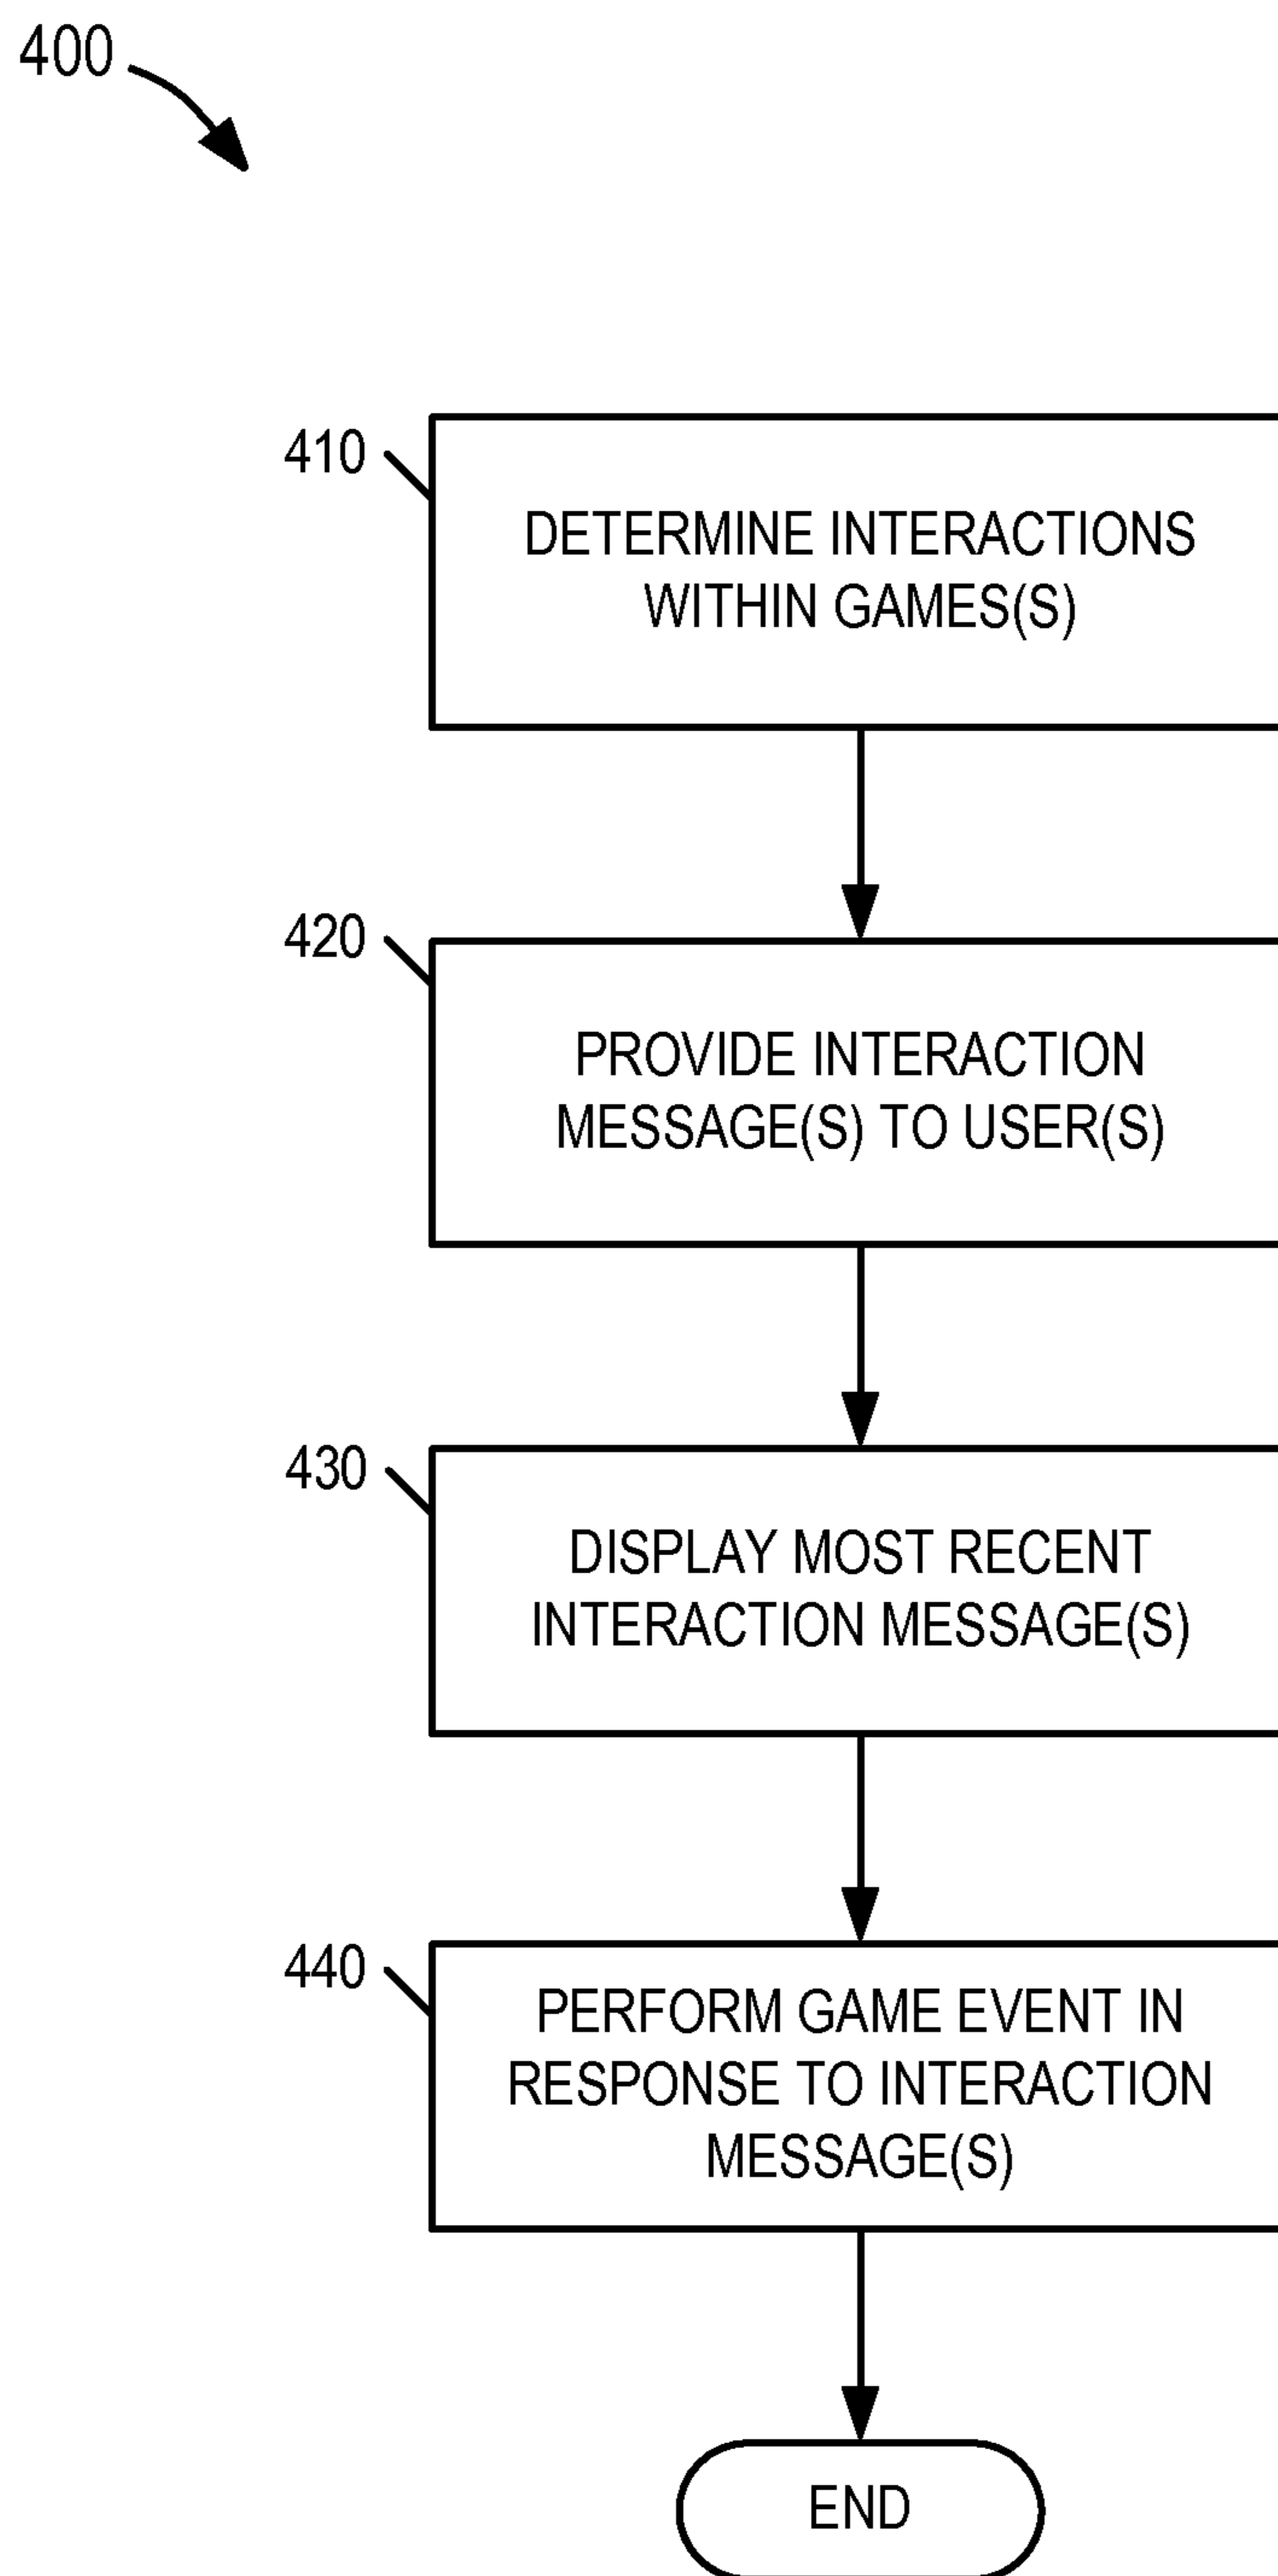 400
410
DETERMINE INTERACTIONS
WITHIN GAMES(S)
420
PROVIDE INTERACTION
MESSAGE(S) TO USER(S)
430
DISPLAY MOST RECENT
INTERACTION MESSAGE(S)
440
PERFORM GAME EVENT IN
RESPONSE TO INTERACTION
MESSAGE(S)
END